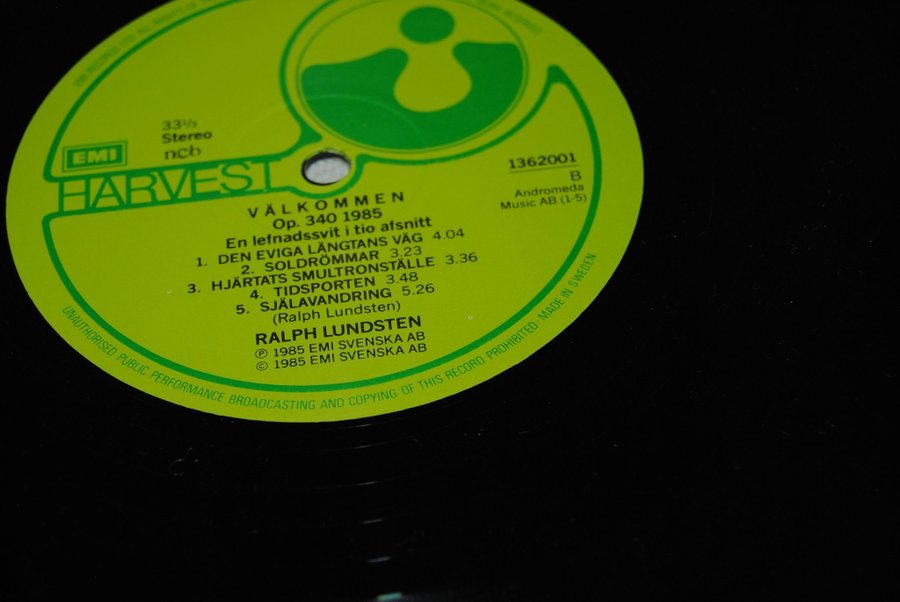 33⅓
Stereo
ncb
EMI
HARVEST
1362001
B
Andromeda
Music AB (1-5)
VÄLKOMMEN
Op. 340 1985
En lefnadssvit i tio afsnitt
1. DEN EVIGA LÄNGTANS VÄG 4.04
2. SOLDRÖMMAR 3.23
3. HJÄRTATS SMULTRONSTÄLLE 3.36
4. TIDSPORTEN 3.48
5. SJÄLAVANDRING 5.26
(Ralph Lundsten)
RALPH LUNDSTEN
℗ 1985 EMI SVENSKA AB
© 1985 EMI SVENSKA AB
UNAUTHORISED PUBLIC PERFORMANCE BROADCASTING AND COPYING OF THIS RECORD PROHIBITED · MADE IN SWEDEN